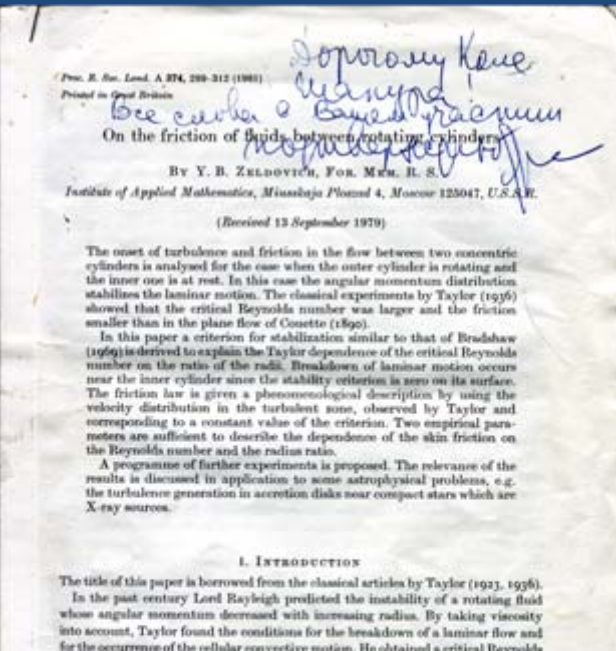 Дорогому Коле
Шакуре!
Proc. R. Soc. Lond. A 374, 299-312 (1981)
Printed in Great Britain
Все слова о Вашем участии
подтверждаю
On the friction of fluids between rotating cylinders
BY Y. B. ZELDOVICH, FOR. MEM. R. S.
Institute of Applied Mathematics, Miusskaja Plozad 4, Moscow 125047, U.S.S.R.
(Received 13 September 1979)
The onset of turbulence and friction in the flow between two concentric
cylinders is analysed for the case when the outer cylinder is rotating and
the inner one is at rest. In this case the angular momentum distribution
stabilizes the laminar motion. The classical experiments by Taylor (1936)
showed that the critical Reynolds number was larger and the friction
smaller than in the plane flow of Couette (1890).
In this paper a criterion for stabilization similar to that of Bradshaw
(1969) is derived to explain the Taylor dependence of the critical Reynolds
number on the ratio of the radii. Breakdown of laminar motion occurs
near the inner cylinder since the stability criterion is zero on its surface.
The friction law is given a phenomenological description by using the
velocity distribution in the turbulent zone, observed by Taylor and
corresponding to a constant value of the criterion. Two empirical para-
meters are sufficient to describe the dependence of the skin friction on
the Reynolds number and the radius ratio.
A programme of further experiments is proposed. The relevance of the
results is discussed in application to some astrophysical problems, e.g.
the turbulence generation in accretion disks near compact stars which are
X-ray sources.
1. INTRODUCTION
The title of this paper is borrowed from the classical articles by Taylor (1923, 1936).
In the past century Lord Rayleigh predicted the instability of a rotating fluid
whose angular momentum decreased with increasing radius. By taking viscosity
into account, Taylor found the conditions for the breakdown of a laminar flow and
for the occurrence of the cellular convective motion. He obtained a critical Reynolds